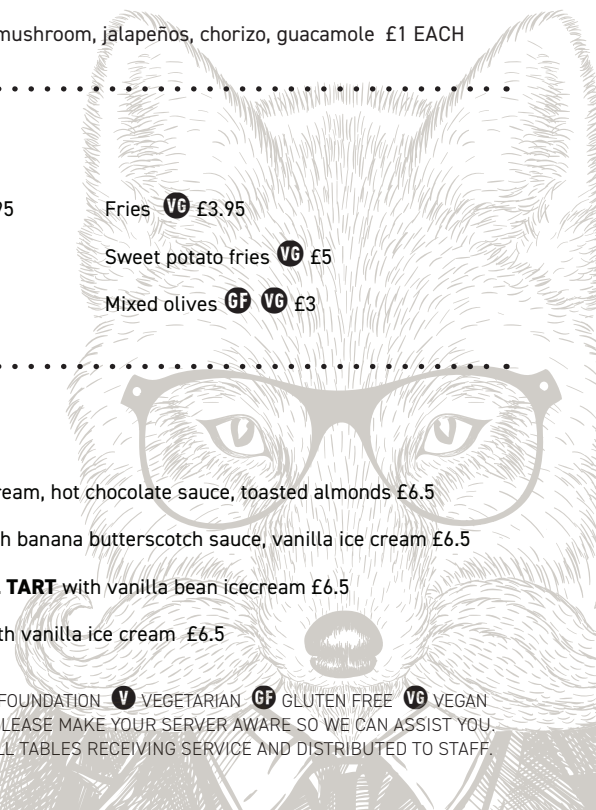 mushroom, jalapeños, chorizo, guacamole £1 EACH
95
Fries VG £3.95
Sweet potato fries VG £5
Mixed olives GF VG £3
ream, hot chocolate sauce, toasted almonds £6.5
h banana butterscotch sauce, vanilla ice cream £6.5
TART with vanilla bean icecream £6.5
th vanilla ice cream £6.5
FOUNDATION V VEGETARIAN GF GLUTEN FREE VG VEGAN
LEASE MAKE YOUR SERVER AWARE SO WE CAN ASSIST YOU.
LL TABLES RECEIVING SERVICE AND DISTRIBUTED TO STAFF.